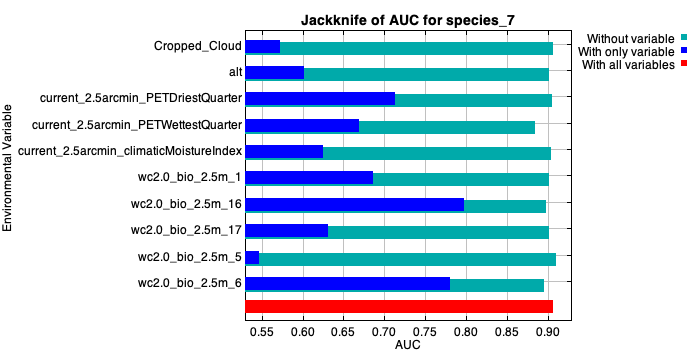 Jackknife of AUC for species_7
Without variable
With only variable
With all variables
Environmental Variable
Cropped_Cloud
alt
current_2.5arcmin_PETDriestQuarter
current_2.5arcmin_PETWettestQuarter
current_2.5arcmin_climaticMoistureIndex
wc2.0_bio_2.5m_1
wc2.0_bio_2.5m_16
wc2.0_bio_2.5m_17
wc2.0_bio_2.5m_5
wc2.0_bio_2.5m_6
0.55 0.60 0.65 0.70 0.75 0.80 0.85 0.90
AUC